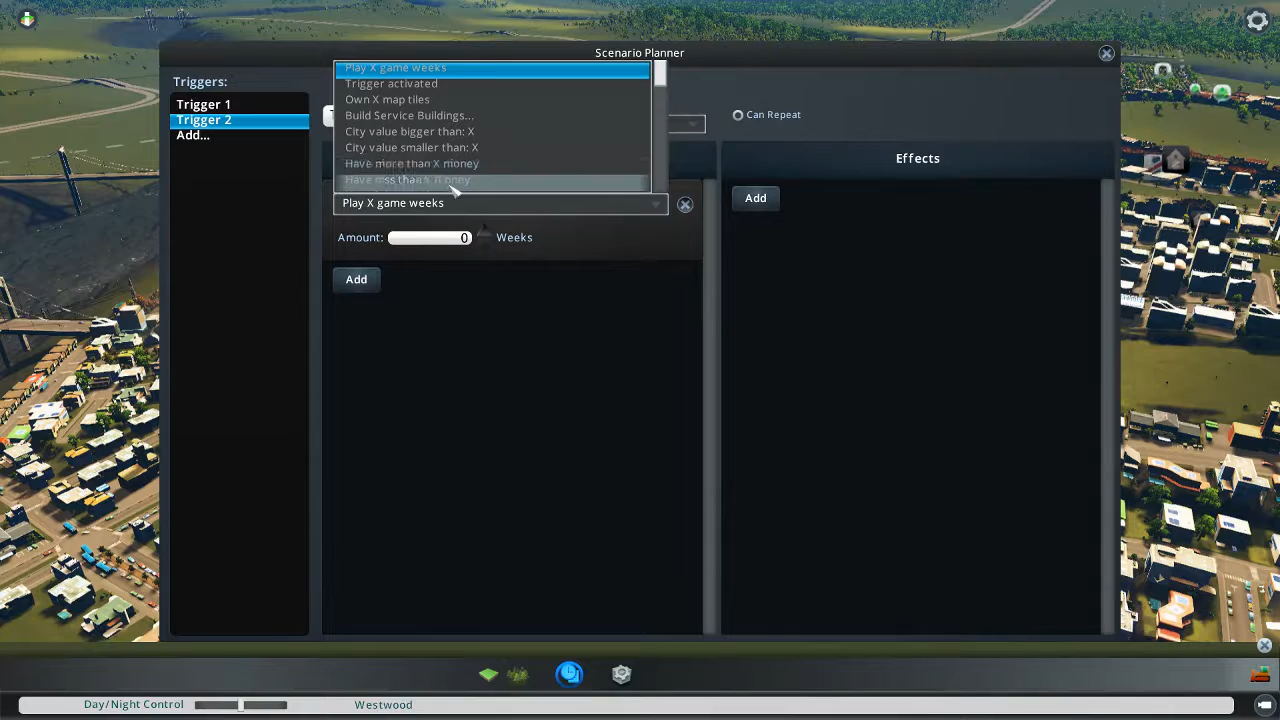 Scenario Planner
Triggers:
Trigger 1
Trigger 2
Add...
Play X game weeks
Trigger activated
Own X map tiles
Build Service Buildings...
City value bigger than: X
City value smaller than: X
Have more than X money
Play X game weeks
Amount: 0 Weeks
Add
Can Repeat
Effects
Add
Day/Night Control
Westwood